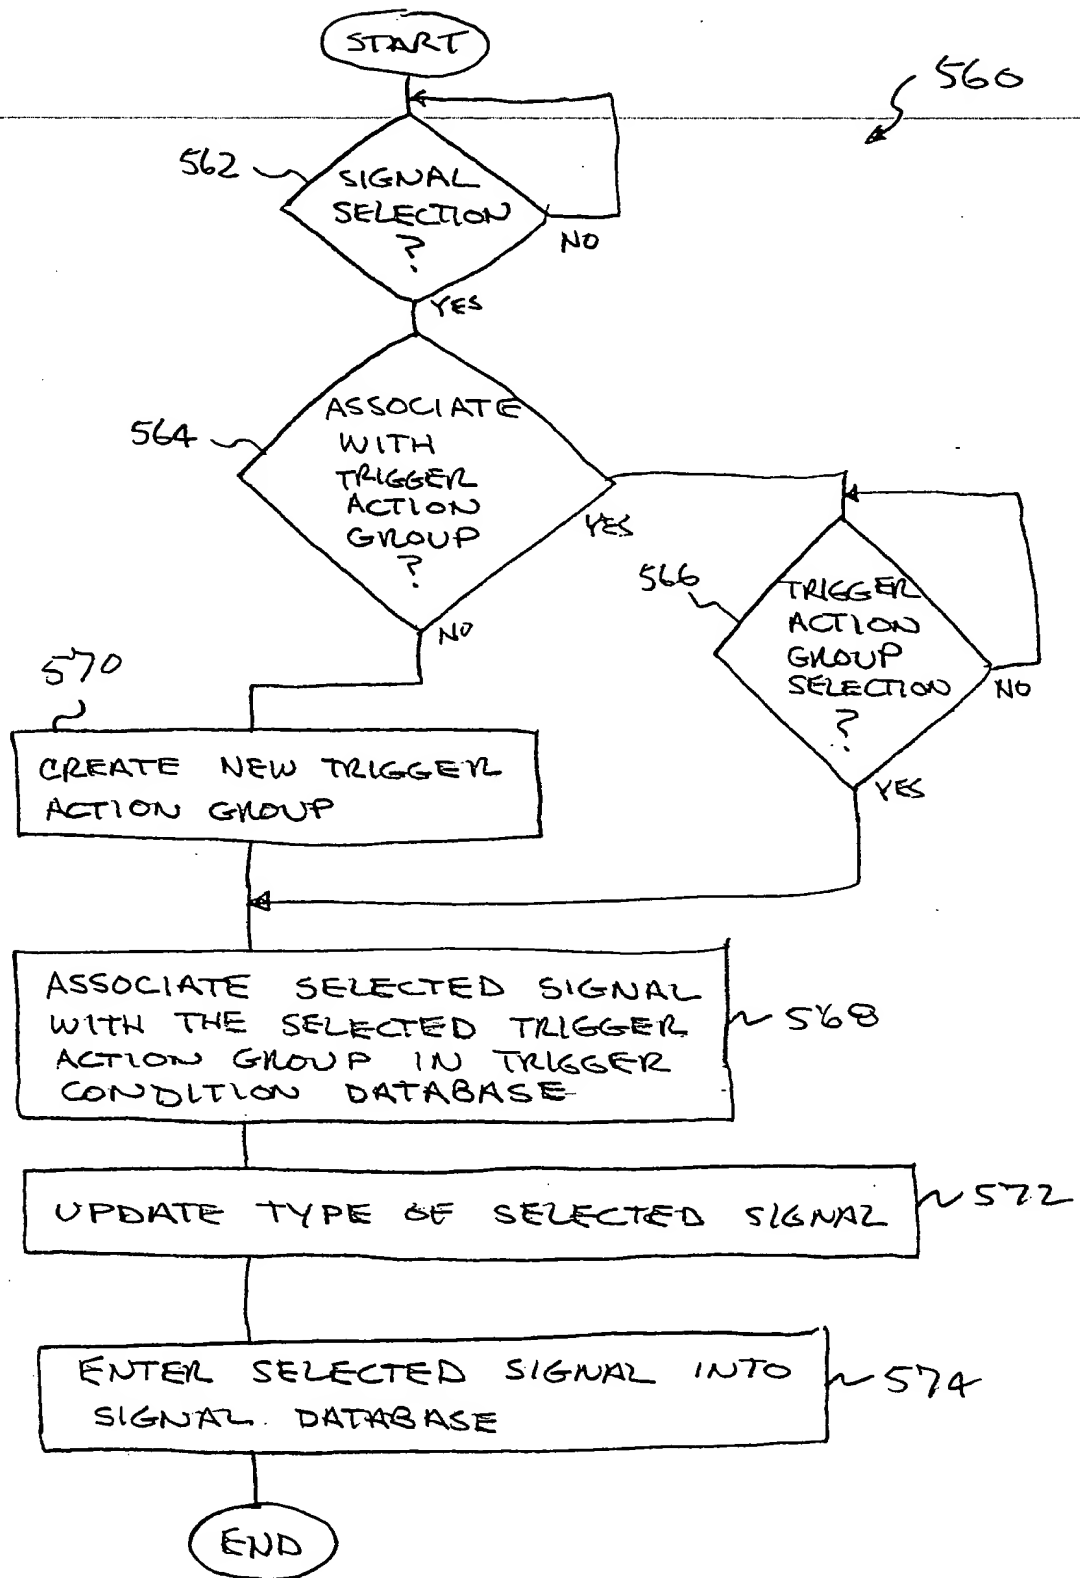 START
560
562
SIGNAL
SELECTION
?
NO
YES
564
ASSOCIATE
WITH
TRIGGER
ACTION
GROUP
?
YES
NO
566
TRIGGER
ACTION
GROUP
SELECTION
?
NO
YES
570
CREATE NEW TRIGGER
ACTION GROUP
ASSOCIATE SELECTED SIGNAL
WITH THE SELECTED TRIGGER
ACTION GROUP IN TRIGGER
CONDITION DATABASE
568
UPDATE TYPE OF SELECTED SIGNAL
572
ENTER SELECTED SIGNAL INTO
SIGNAL DATABASE
574
END